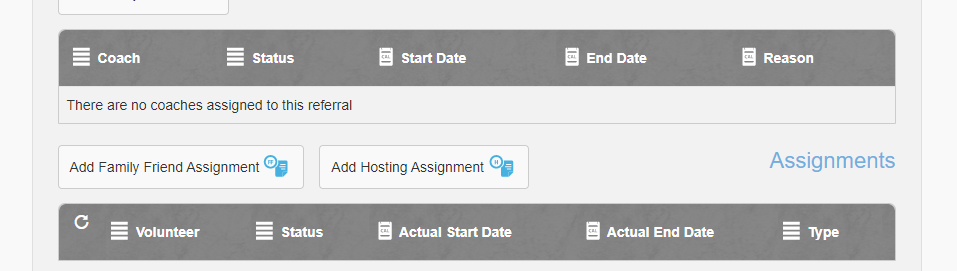 Coach Status Start Date End Date Reason
There are no coaches assigned to this referral
Add Family Friend Assignment Add Hosting Assignment Assignments
Volunteer Status Actual Start Date Actual End Date Type